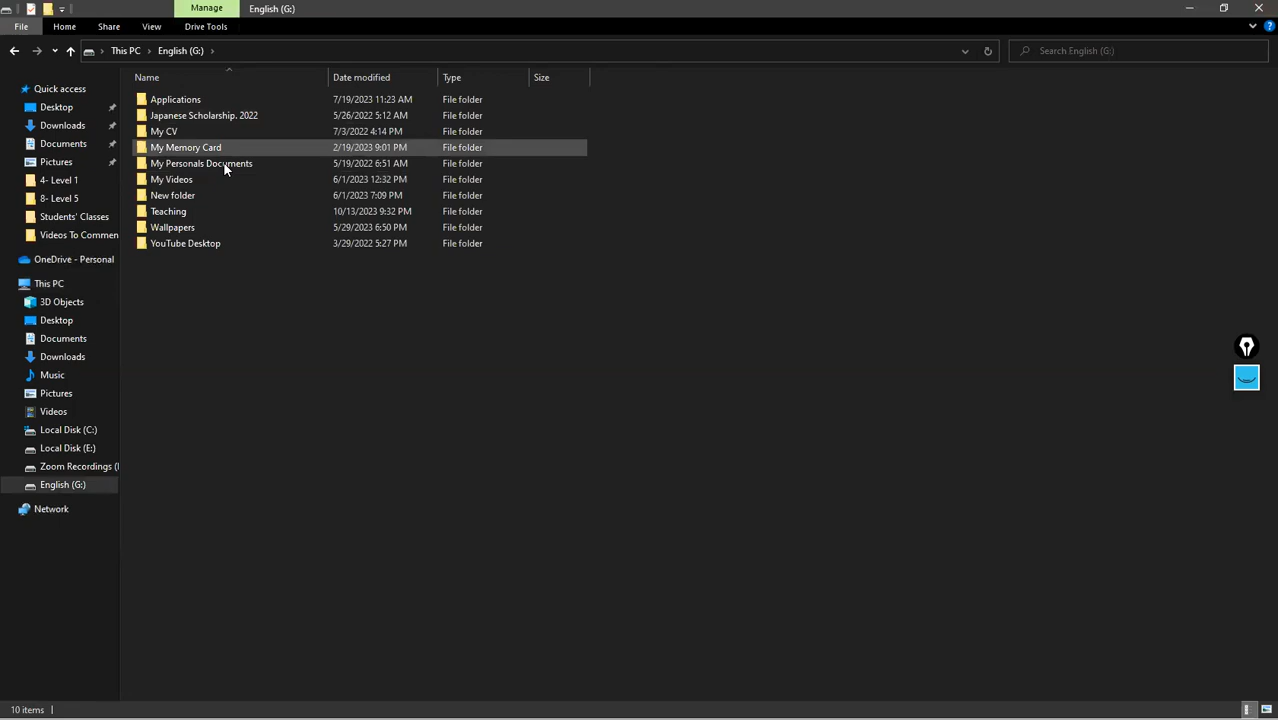 Manage
English (G:)
File
Home
Share
View
Drive Tools
This PC
English (G:)
Search English (G:)
Name
Date modified
Type
Size
Quick access
Desktop
Downloads
Documents
Pictures
4- Level 1
8- Level 5
Students' Classes
Videos To Commen
OneDrive - Personal
This PC
3D Objects
Desktop
Documents
Downloads
Music
Pictures
Videos
Local Disk (C:)
Local Disk (E:)
Zoom Recordings (
English (G:)
Network
Applications 7/19/2023 11:23 AM File folder
Japanese Scholarship. 2022 5/26/2022 5:12 AM File folder
My CV 7/3/2022 4:14 PM File folder
My Memory Card 2/19/2023 9:01 PM File folder
My Personals Documents 5/19/2022 6:51 AM File folder
My Videos 6/1/2023 12:32 PM File folder
New folder 6/1/2023 7:09 PM File folder
Teaching 10/13/2023 9:32 PM File folder
Wallpapers 5/29/2023 6:50 PM File folder
YouTube Desktop 3/29/2022 5:27 PM File folder
10 items